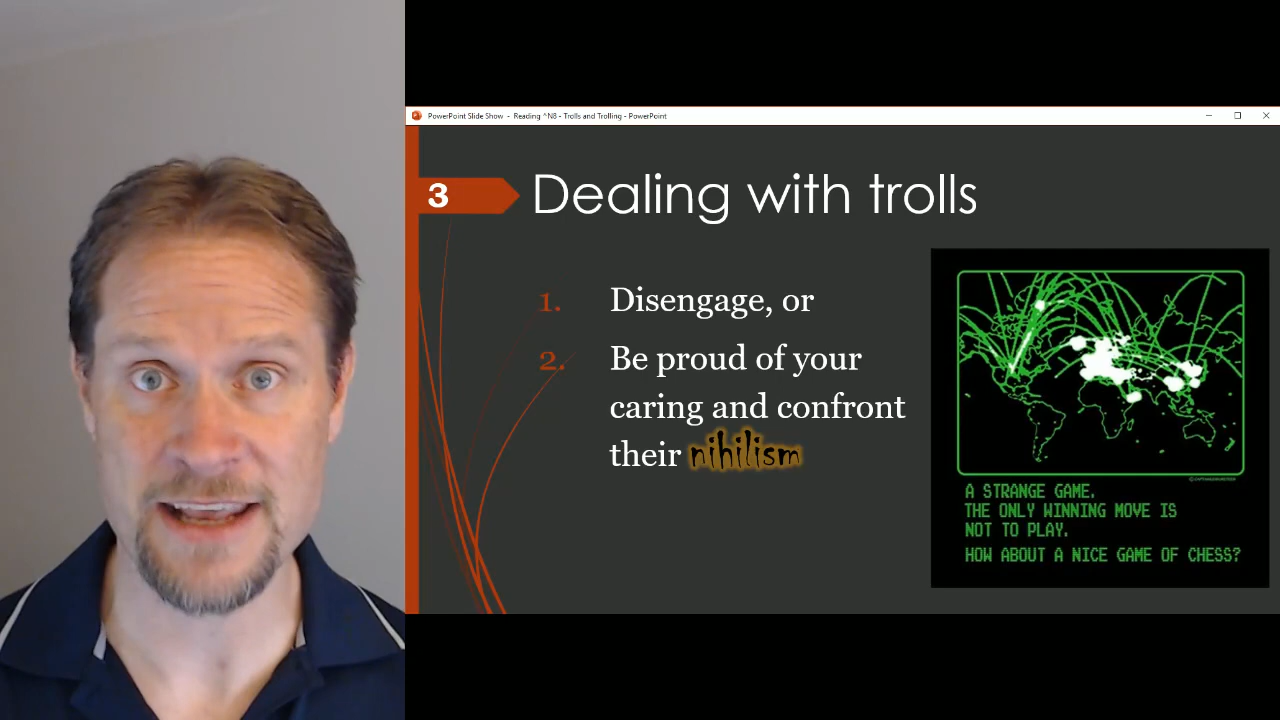 PowerPoint Slide Show - Reading ^N8 - Trolls and Trolling - PowerPoint
3
Dealing with trolls
1. Disengage, or
2. Be proud of your
caring and confront
their nihilism
A STRANGE GAME.
THE ONLY WINNING MOVE IS
NOT TO PLAY.
HOW ABOUT A NICE GAME OF CHESS?